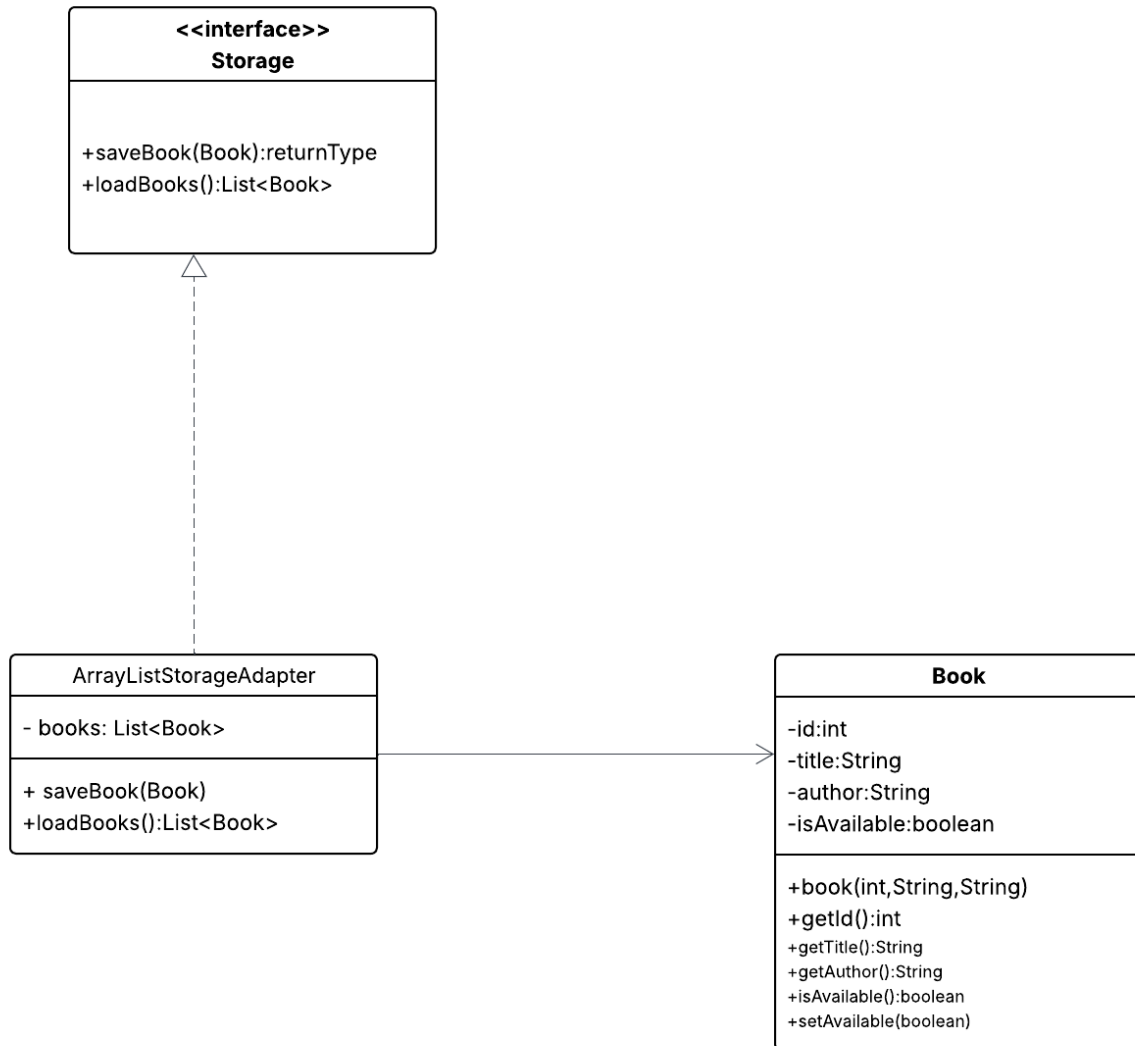 <<interface>>
Storage
+saveBook(Book):returnType
+loadBooks():List<Book>
ArrayListStorageAdapter
- books: List<Book>
+ saveBook(Book)
+loadBooks():List<Book>
Book
-id:int
-title:String
-author:String
-isAvailable:boolean
+book(int,String,String)
+getId():int
+getTitle():String
+getAuthor():String
+isAvailable():boolean
+setAvailable(boolean)